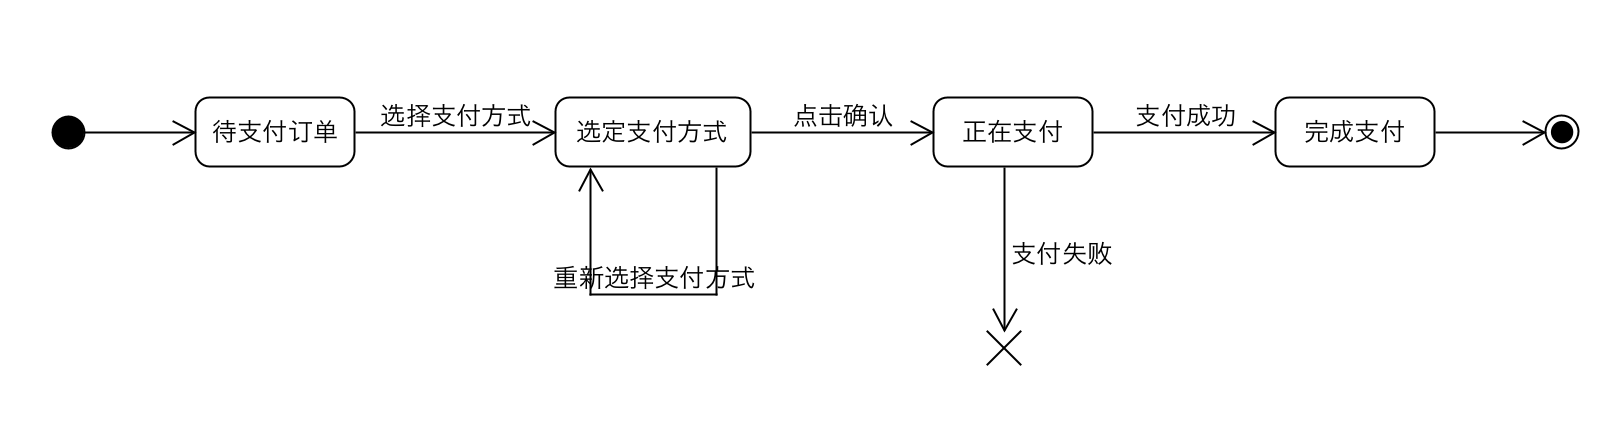 待支付订单
选择支付方式
选定支付方式
点击确认
正在支付
支付成功
完成支付
支付失败
重新选择支付方式